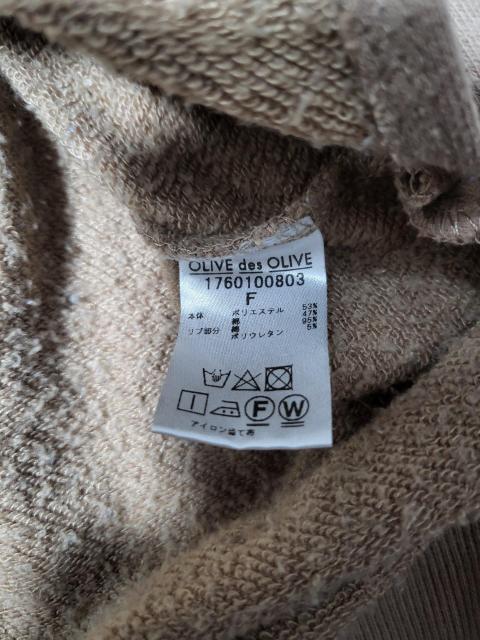 OLIVE des OLIVE
1760100803
F
本体 ポリエステル 53%
綿 47%
リブ部分 綿 95%
ポリウレタン 5%
F W
アイロン当て布